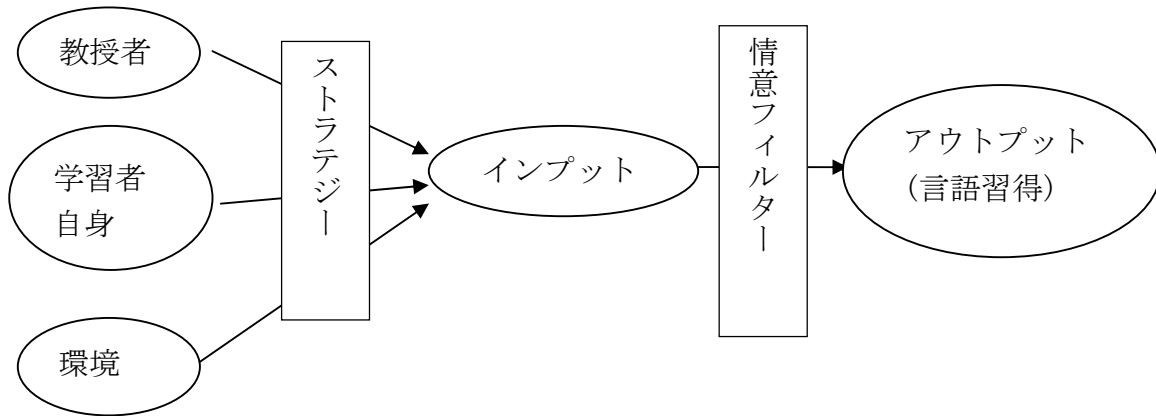 教授者
学習者
自身
環境
ストラテジー
インプット
情意フィルター
アウトプット
(言語習得)